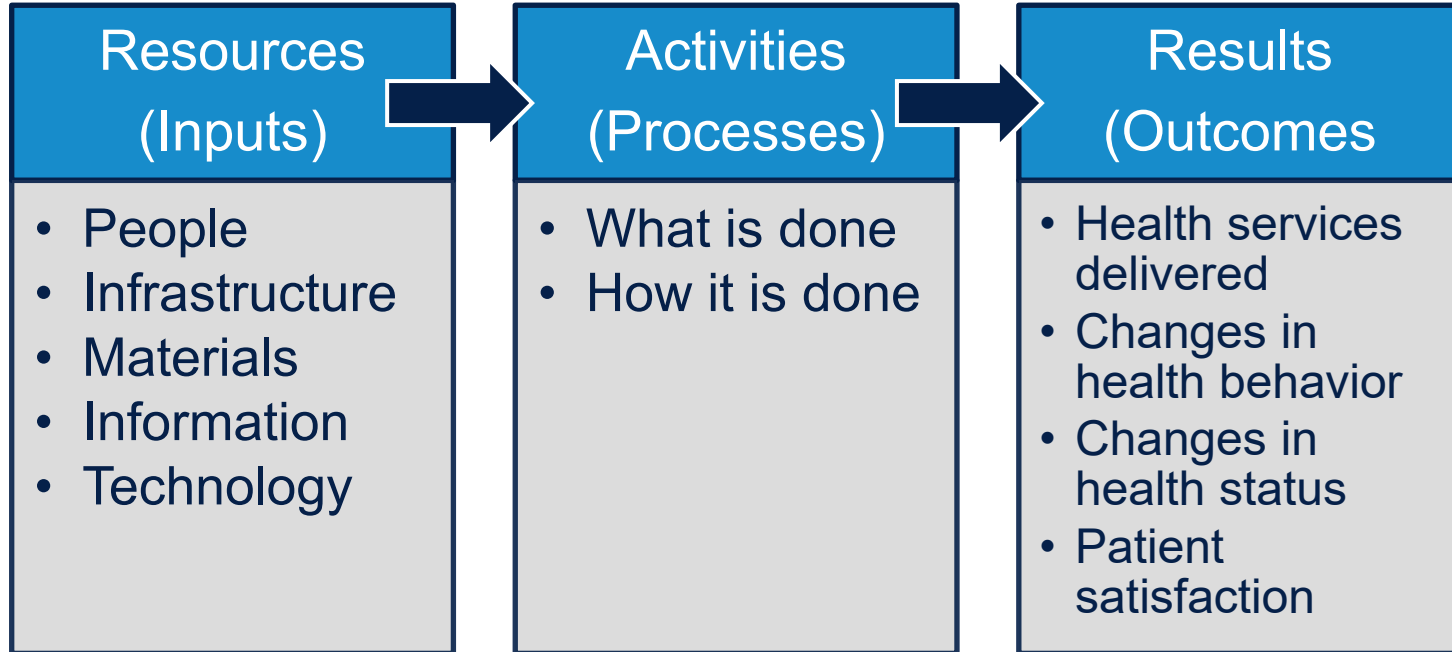 Resources
(Inputs)
• People
• Infrastructure
• Materials
• Information
• Technology
Activities
(Processes)
• What is done
• How it is done
Results
(Outcomes
• Health services
delivered
• Changes in
health behavior
• Changes in
health status
• Patient
satisfaction